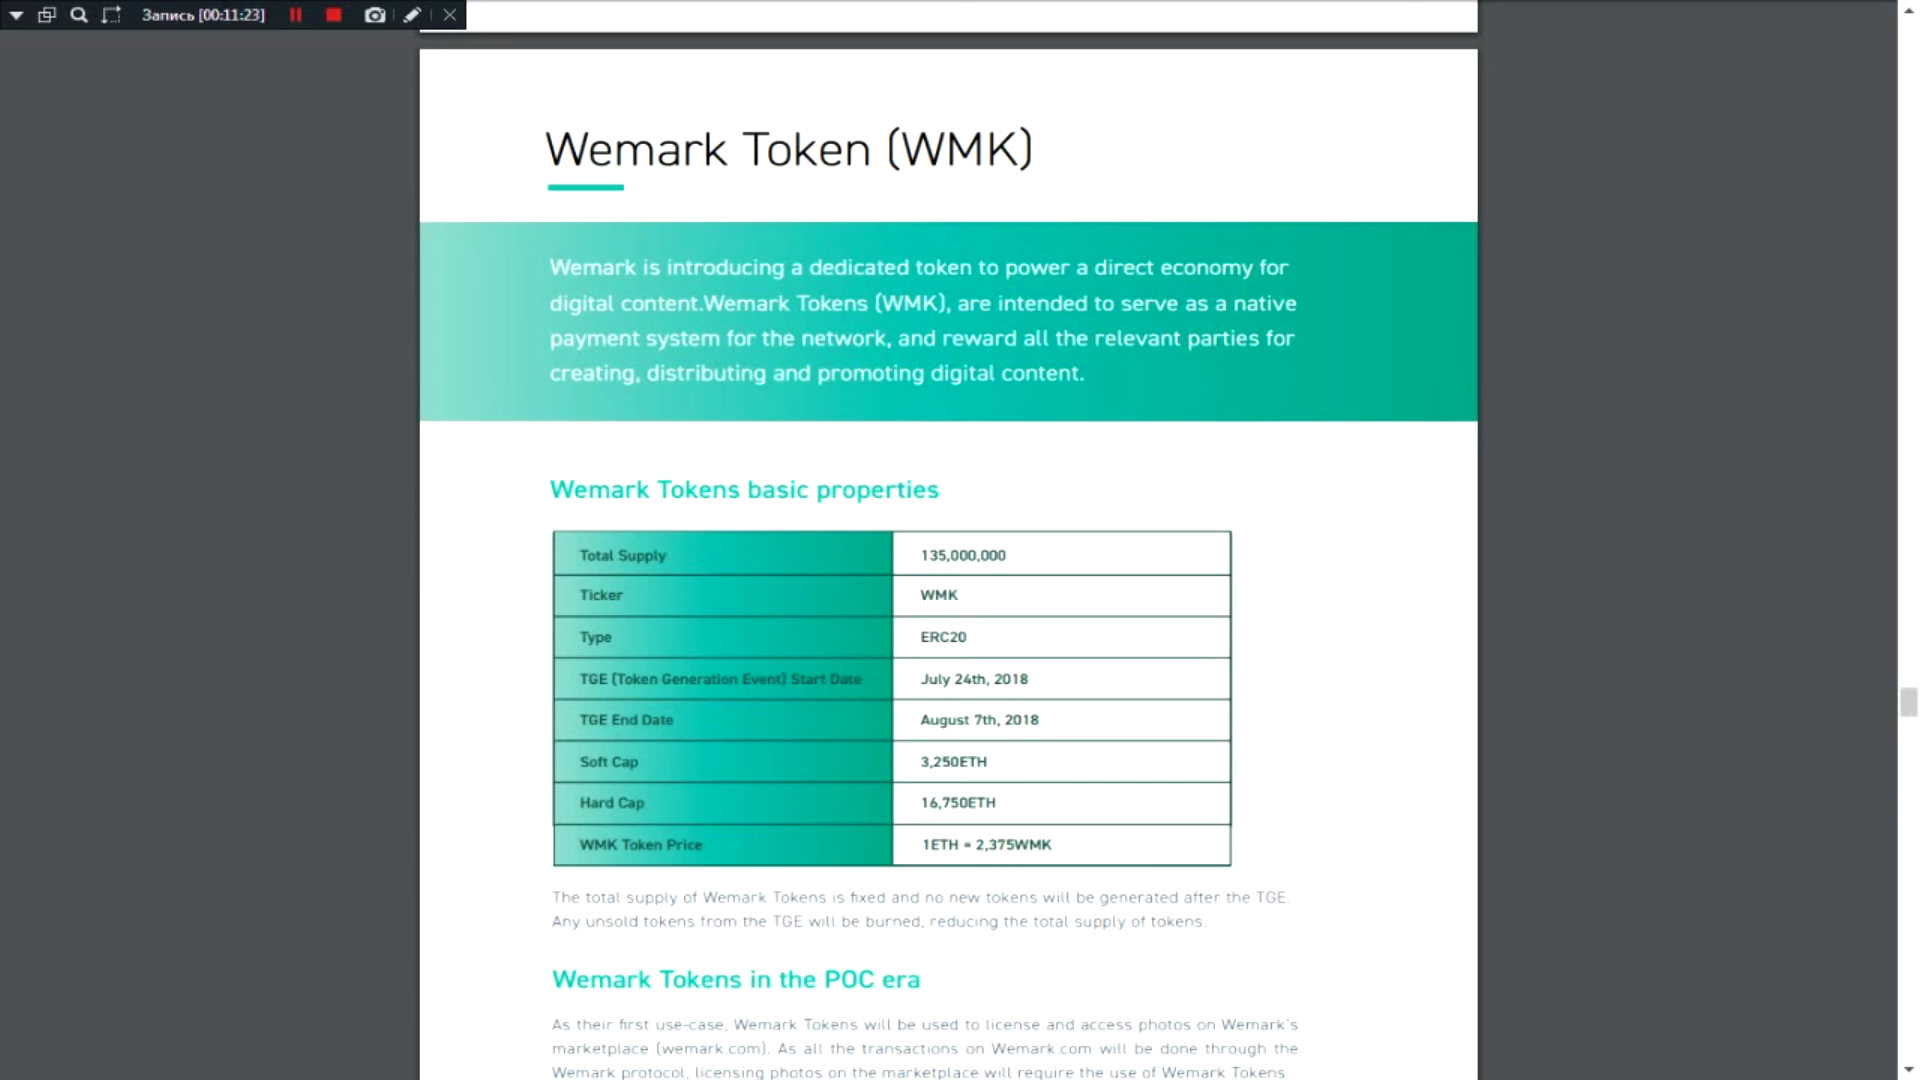 Запись [00:11:23]
Wemark Token (WMK)
Wemark is introducing a dedicated token to power a direct economy for
digital content.Wemark Tokens (WMK), are intended to serve as a native
payment system for the network, and reward all the relevant parties for
creating, distributing and promoting digital content.
Wemark Tokens basic properties
Total Supply 135,000,000
Ticker WMK
Type ERC20
TGE (Token Generation Event) Start Date July 24th, 2018
TGE End Date August 7th, 2018
Soft Cap 3,250ETH
Hard Cap 16,750ETH
WMK Token Price 1ETH = 2,375WMK
The total supply of Wemark Tokens is fixed and no new tokens will be generated after the TGE.
Any unsold tokens from the TGE will be burned, reducing the total supply of tokens.
Wemark Tokens in the POC era
As their first use-case, Wemark Tokens will be used to license and access photos on Wemark's
marketplace (wemark.com). As all the transactions on Wemark.com will be done through the
Wemark protocol, licensing photos on the marketplace will require the use of Wemark Tokens